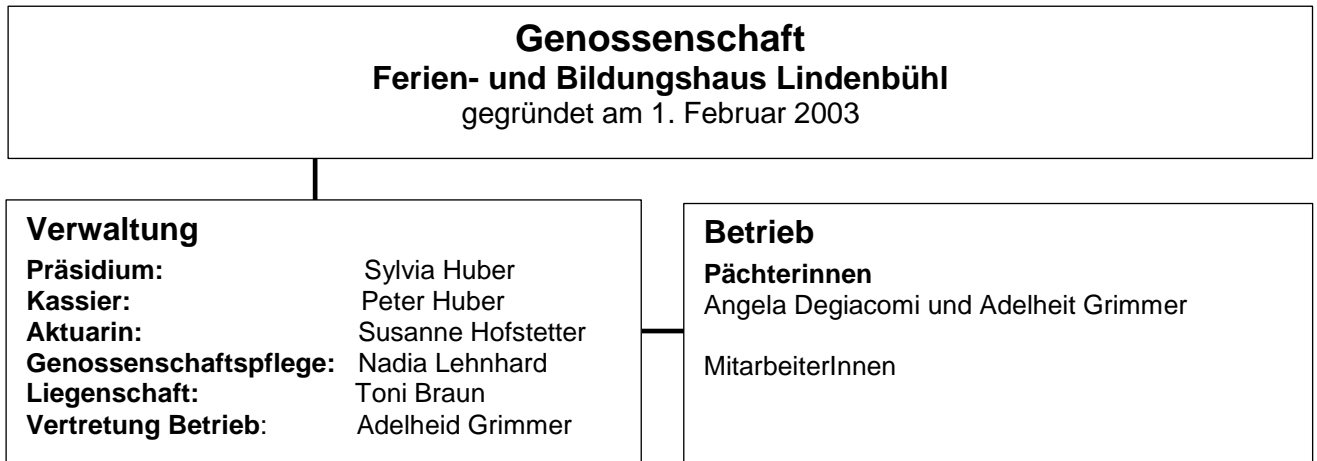 Genossenschaft
Ferien- und Bildungshaus Lindenbühl
gegründet am 1. Februar 2003
Verwaltung
Präsidium: Sylvia Huber
Kassier: Peter Huber
Aktuarin: Susanne Hofstetter
Genossenschaftspflege: Nadia Lehnhard
Liegenschaft: Toni Braun
Vertretung Betrieb: Adelheid Grimmer
Betrieb
Pächterinnen
Angela Degiacomi und Adelheit Grimmer
MitarbeiterInnen